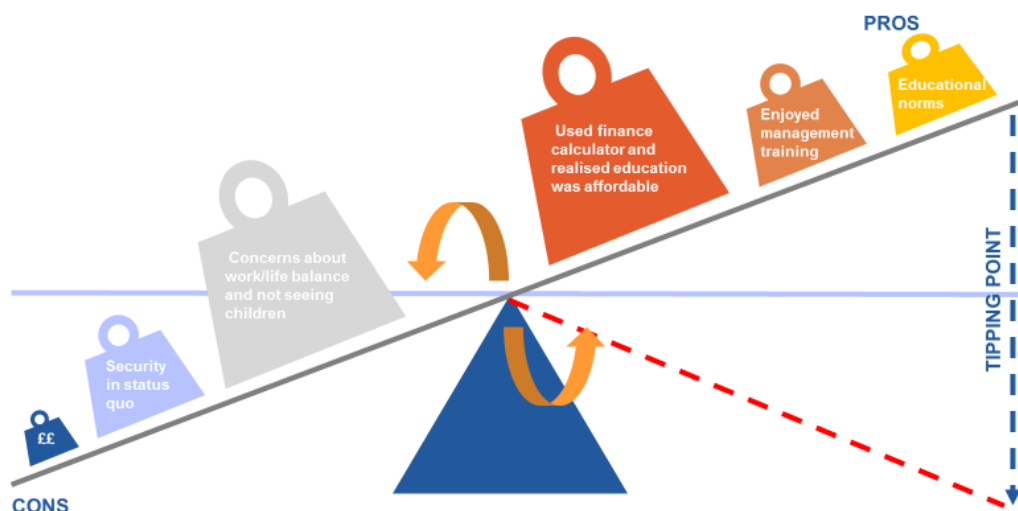 PROS
Educational
norms
Enjoyed
management
training
Used finance
calculator and
realised education
was affordable
Concerns about
work/life balance
and not seeing
children
Security
in status
quo
££
CONS
TIPPING POINT